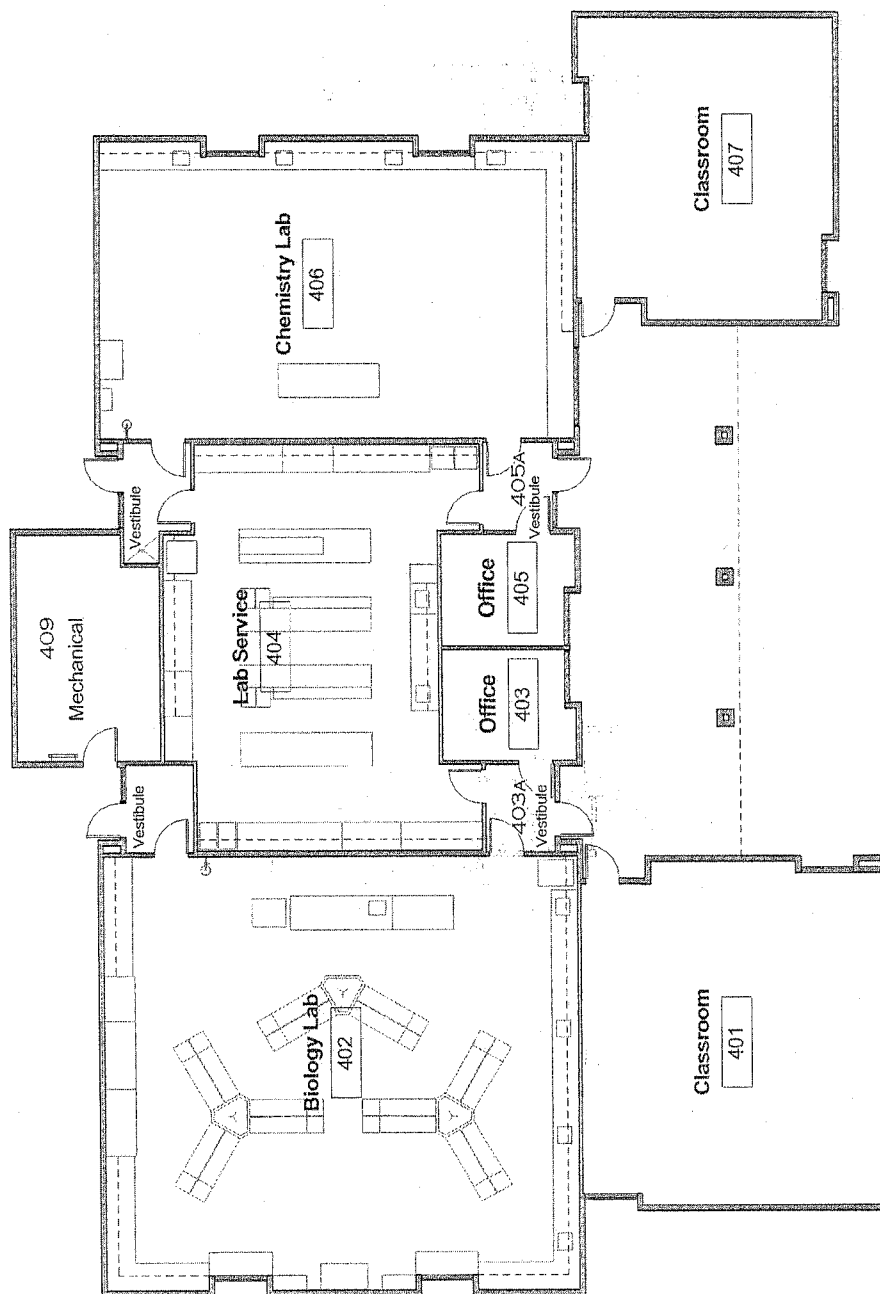 409
Mechanical
Vestibule
Vestibule
Biology Lab
402
Lab Service
404
Chemistry Lab
406
403A
Vestibule
Office
403
Office
405
405A
Vestibule
Classroom
401
Classroom
407